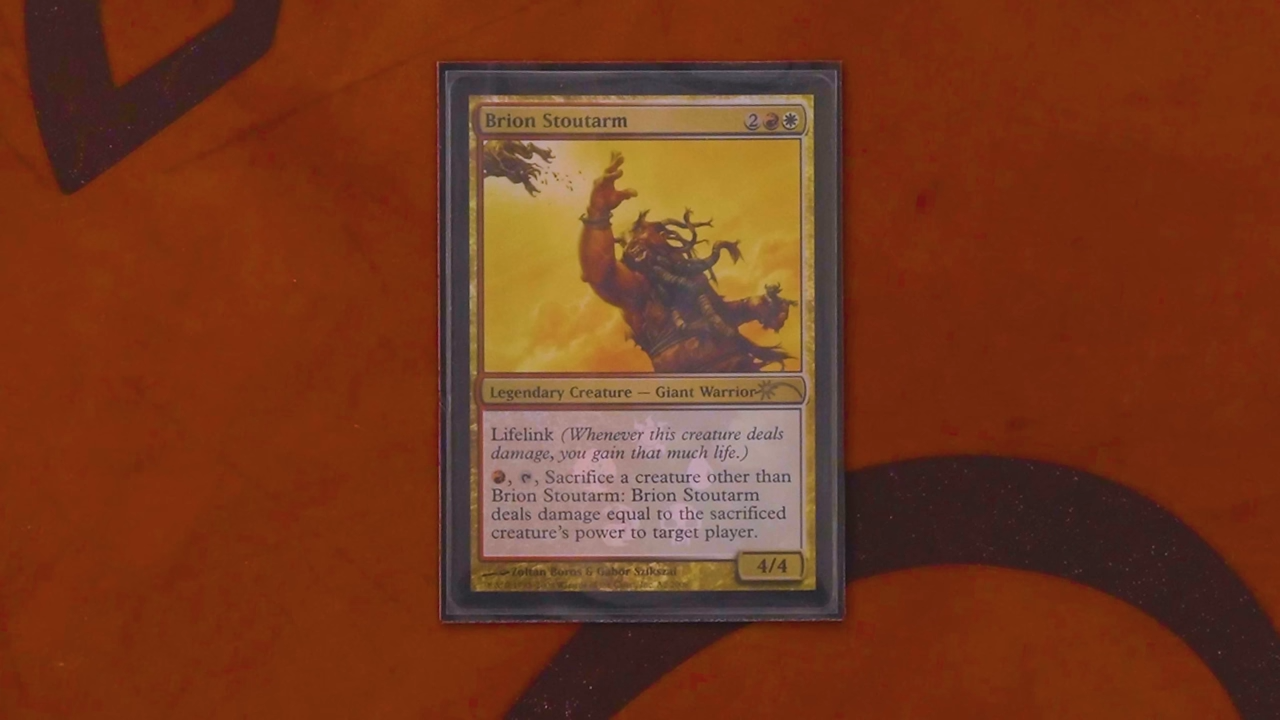 Brion Stoutarm 2
Legendary Creature — Giant Warrior
Lifelink (Whenever this creature deals
damage, you gain that much life.)
, , Sacrifice a creature other than
Brion Stoutarm: Brion Stoutarm
deals damage equal to the sacrificed
creature's power to target player.
4/4
Zoltan Boros & Gabor Szikszai